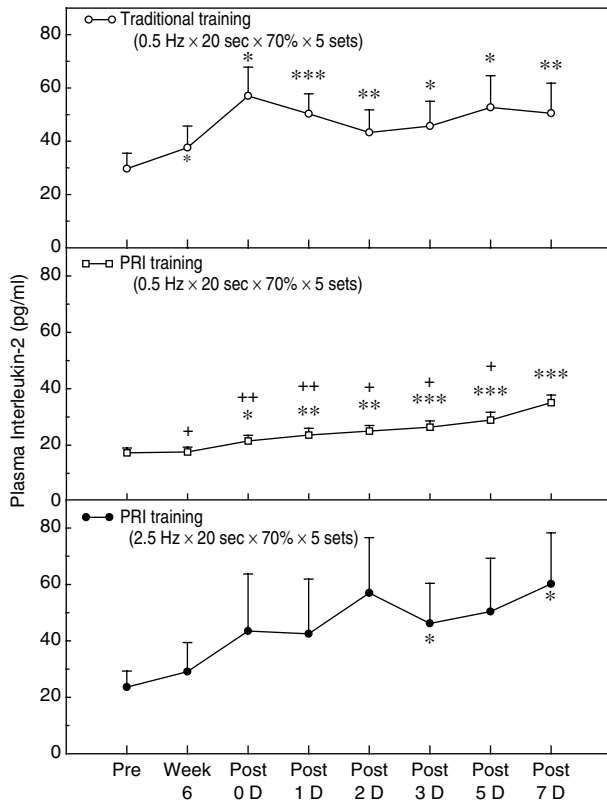 Plasma Interleukin-2 (pg/ml)
Traditional training
(0.5 Hz × 20 sec × 70% × 5 sets)
80
60
40
20
0
* *** ** * * **
*
PRI training
(0.5 Hz × 20 sec × 70% × 5 sets)
80
60
40
20
0
+ ++ ++ + + +
* ** ** *** *** ***
PRI training
(2.5 Hz × 20 sec × 70% × 5 sets)
80
60
40
20
0
* *
Pre Week Post Post Post Post Post Post
6 0 D 1 D 2 D 3 D 5 D 7 D